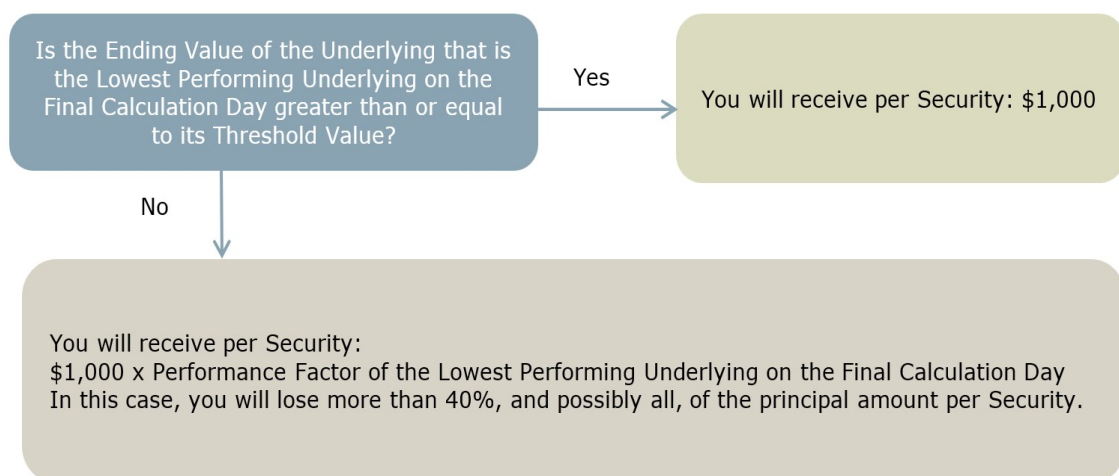 Is the Ending Value of the Underlying that is
the Lowest Performing Underlying on the
Final Calculation Day greater than or equal
to its Threshold Value?
Yes
You will receive per Security: $1,000
No
You will receive per Security:
$1,000 x Performance Factor of the Lowest Performing Underlying on the Final Calculation Day
In this case, you will lose more than 40%, and possibly all, of the principal amount per Security.